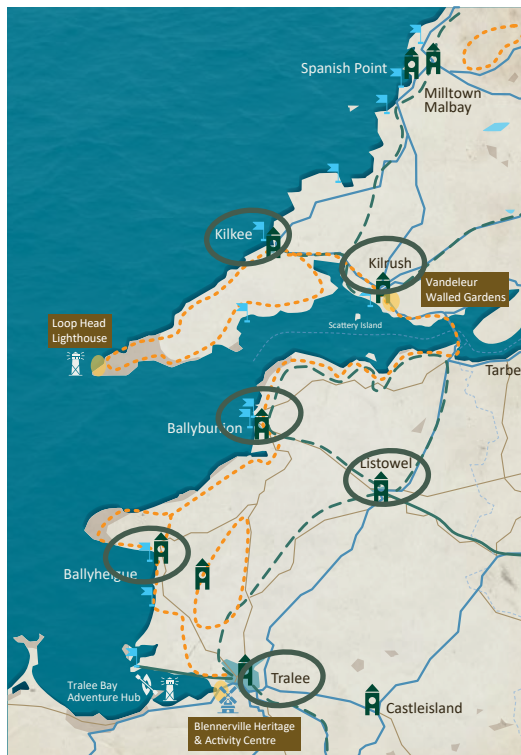 Spanish Point
Milltown
Malbay
Kilkee
Kilrush
Vandeleur
Walled Gardens
Loop Head
Lighthouse
Scattery Island
Tarbe
Ballybunion
Listowel
Ballyheigue
Tralee
Tralee Bay
Adventure Hub
Castleisland
Blennerville Heritage
& Activity Centre